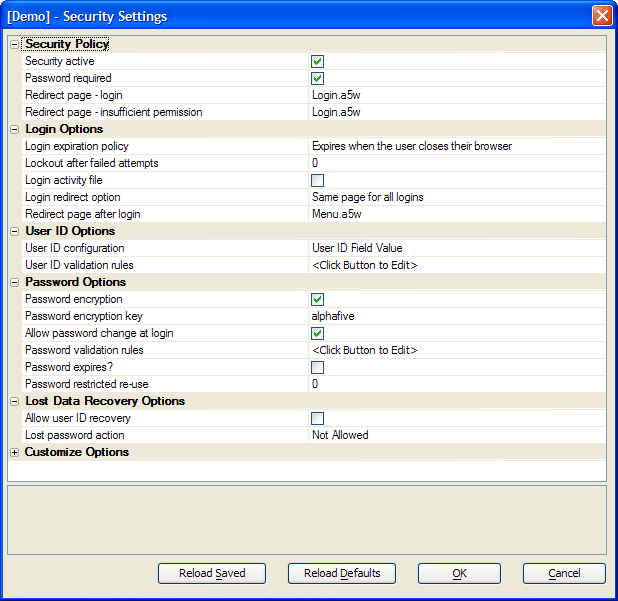 [Demo] - Security Settings
Security Policy
Security active
Password required
Redirect page - login Login.a5w
Redirect page - insufficient permission Login.a5w
Login Options
Login expiration policy Expires when the user closes their browser
Lockout after failed attempts 0
Login activity file
Login redirect option Same page for all logins
Redirect page after login Menu.a5w
User ID Options
User ID configuration User ID Field Value
User ID validation rules <Click Button to Edit>
Password Options
Password encryption
Password encryption key alphafive
Allow password change at login
Password validation rules <Click Button to Edit>
Password expires?
Password restricted re-use 0
Lost Data Recovery Options
Allow user ID recovery
Lost password action Not Allowed
Customize Options
Reload Saved Reload Defaults OK Cancel